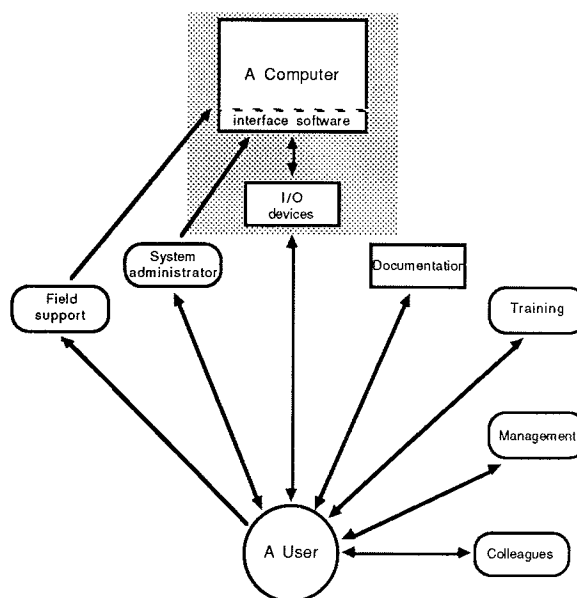 A Computer
interface software
I/O
devices
System
administrator
Documentation
Field
support
Training
Management
A User
Colleagues